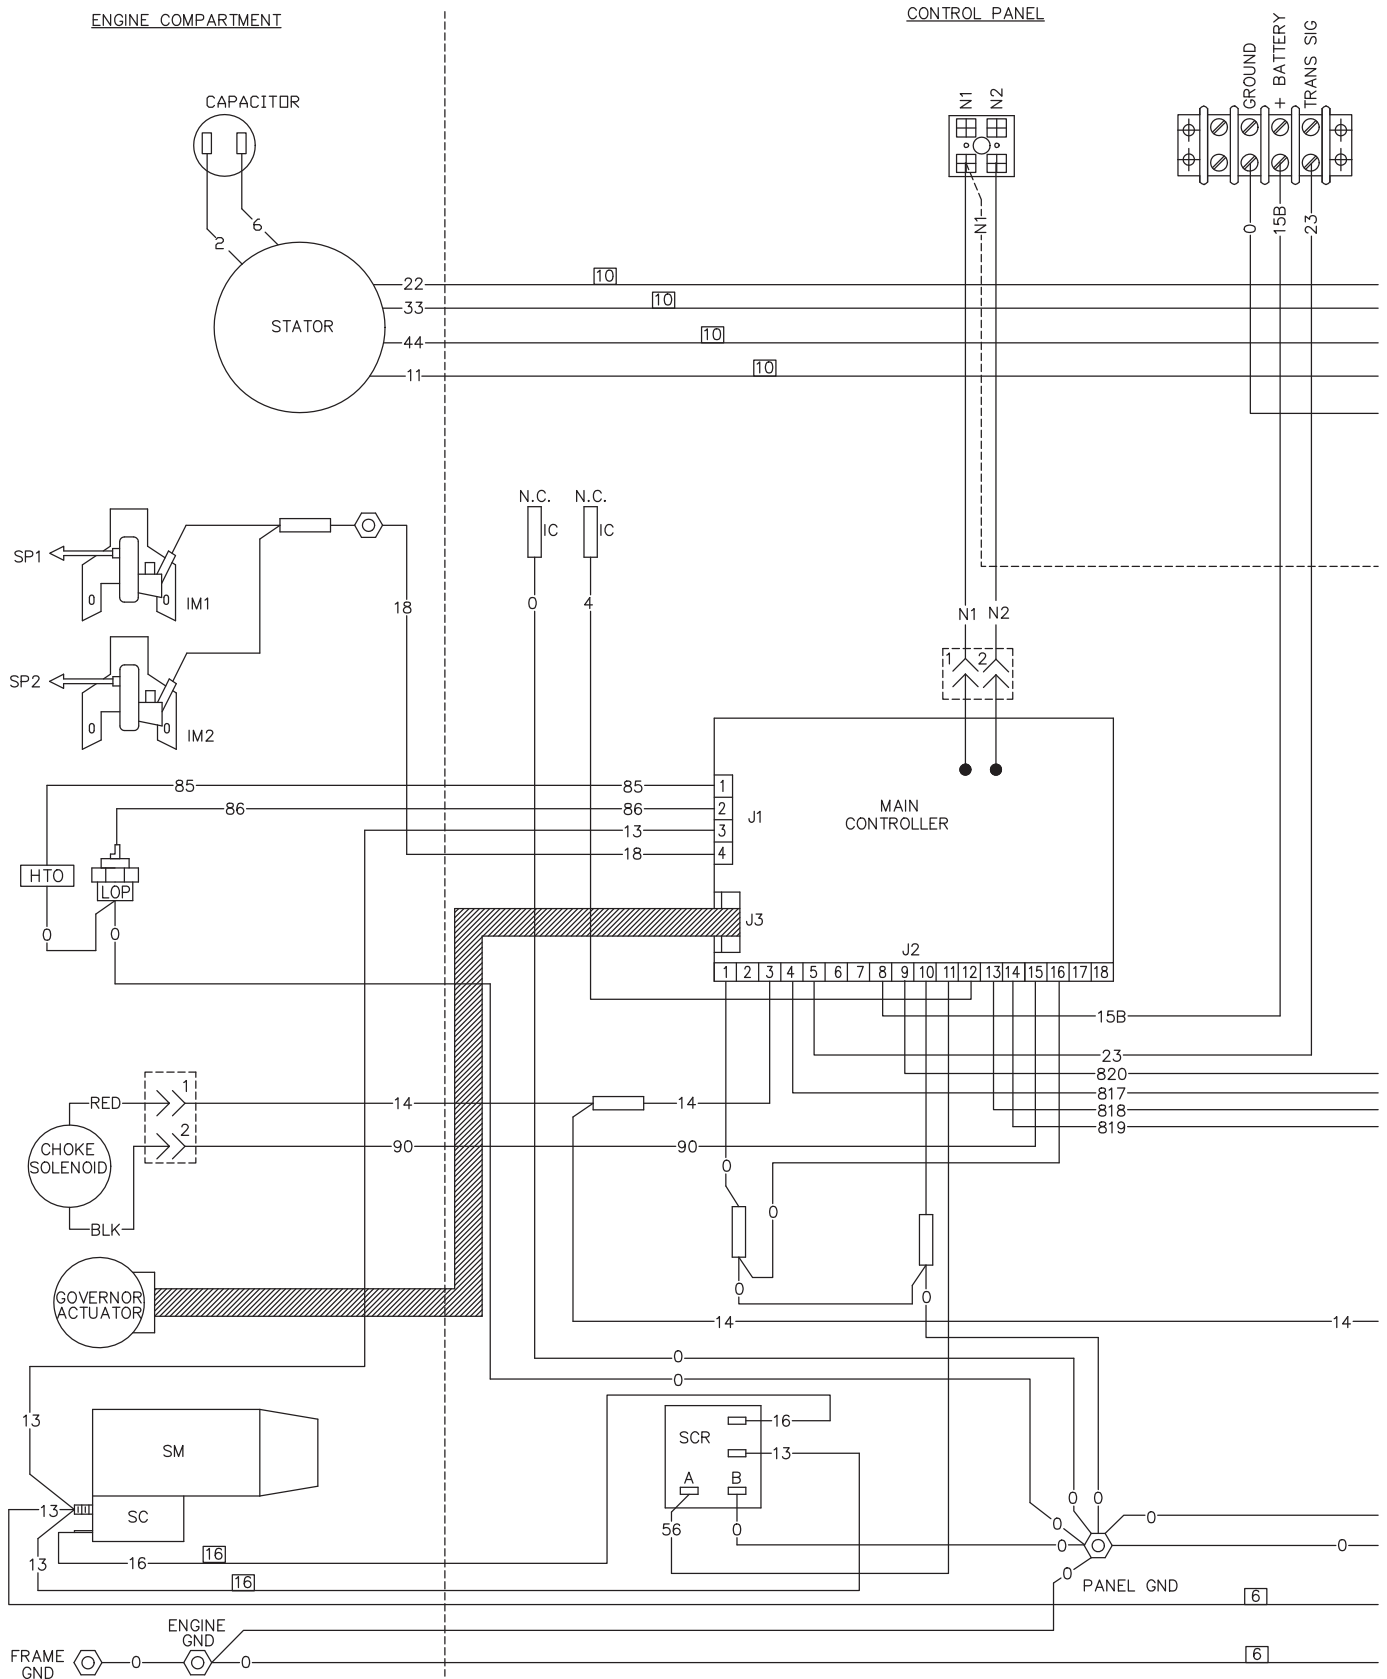 ENGINE COMPARTMENT
CONTROL PANEL
CAPACITOR
N1
N2
GROUND
+ BATTERY
TRANS SIG
2
6
N1
0
15B
23
STATOR
22
10
33
10
44
10
11
10
N.C.
N.C.
IC
IC
SP1
IM1
18
0
4
N1
N2
1
2
SP2
IM2
85
85
1
86
86
2
J1
13
3
18
4
MAIN
CONTROLLER
HTO
LOP
0
0
J3
J2
1 2 3 4 5 6 7 8 9 10 11 12 13 14 15 16 17 18
15B
23
820
817
818
819
RED
1
14
14
2
90
90
CHOKE
SOLENOID
BLK
0
0
0
0
GOVERNOR
ACTUATOR
14
14
0
0
13
SM
SCR
16
13
A
B
13
SC
56
0
0
0
0
0
0
0
0
13
16
16
16
PANEL GND
6
ENGINE
GND
FRAME
GND
0
0
6